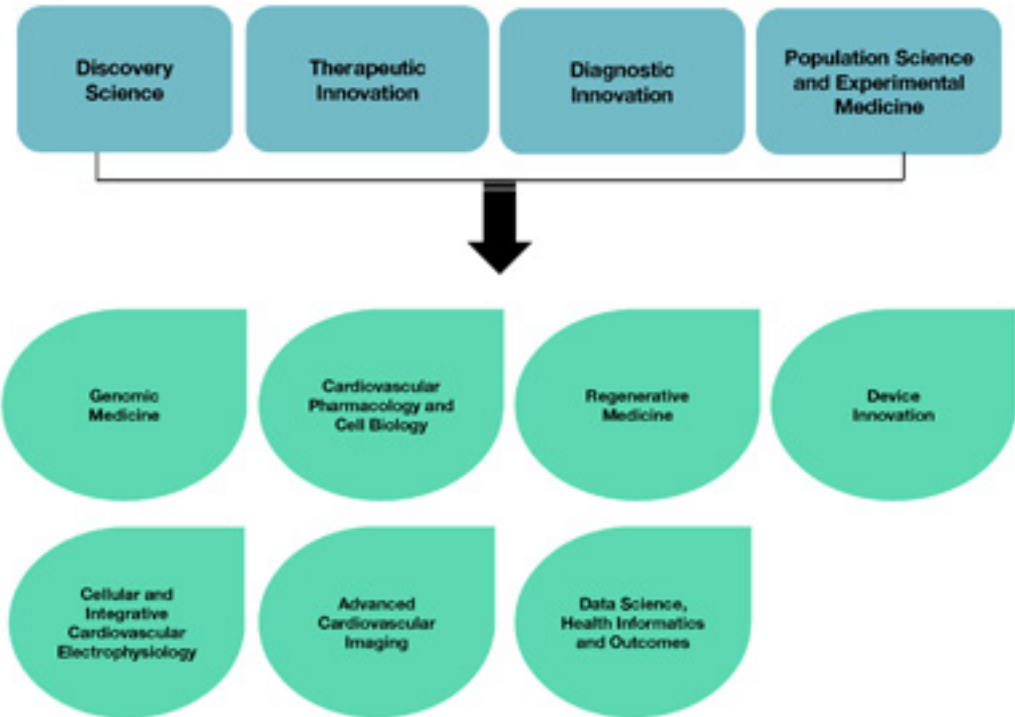 Discovery
Science
Therapeutic
Innovation
Diagnostic
Innovation
Population Science
and Experimental
Medicine
Genomic
Medicine
Cardiovascular
Pharmacology and
Cell Biology
Regenerative
Medicine
Device
Innovation
Cellular and
Integrative
Cardiovascular
Electrophysiology
Advanced
Cardiovascular
Imaging
Data Science,
Health Informatics
and Outcomes